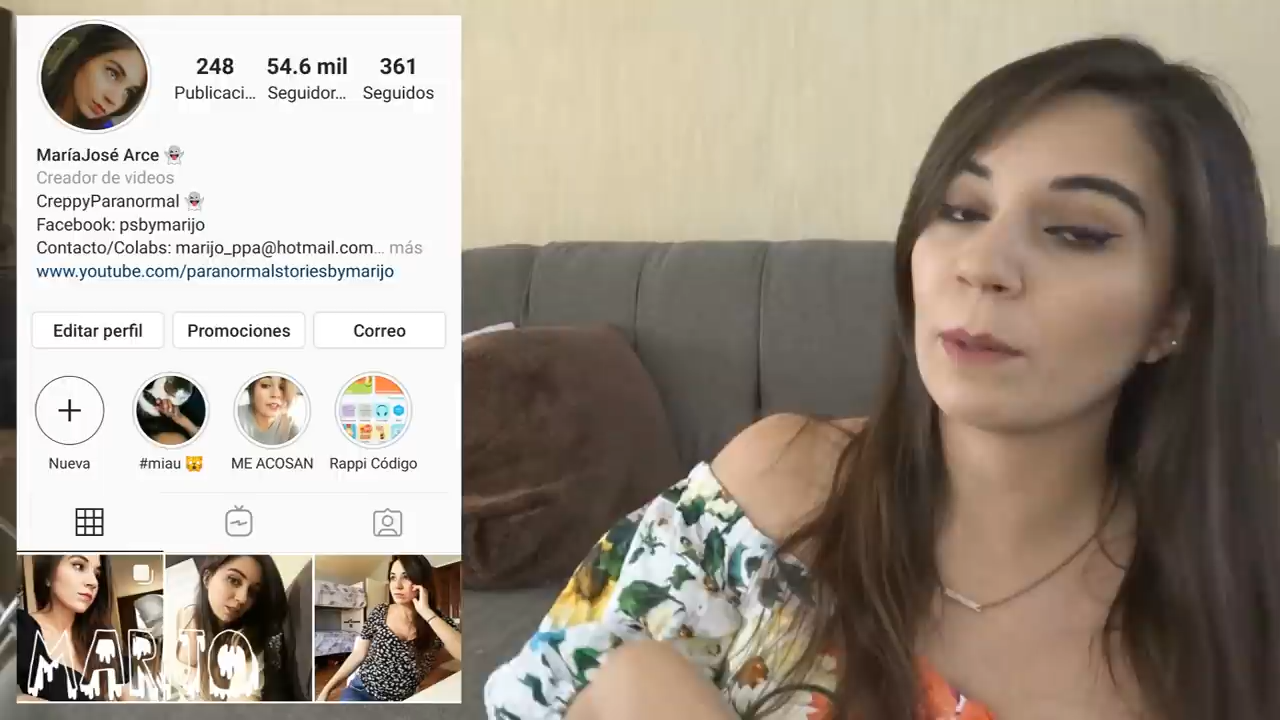 248 54.6 mil 361
Publicaci... Seguidor... Seguidos
MaríaJosé Arce 👻
Creador de videos
CreppyParanormal 👻
Facebook: psbymarijo
Contacto/Colabs: marijo_ppa@hotmail.com... más
www.youtube.com/paranormalstoriesbymarijo
Editar perfil Promociones Correo
Nueva #miau 🙀 ME ACOSAN Rappi Código
MARIJO